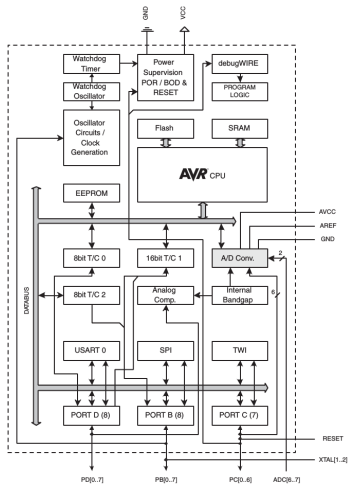 GND
VCC
Watchdog
Timer
Power
Supervision
POR / BOD &
RESET
debugWIRE
Watchdog
Oscillator
PROGRAM
LOGIC
Oscillator
Circuits /
Clock
Generation
Flash
SRAM
AVR CPU
EEPROM
AVCC
AREF
GND
8bit T/C 0
16bit T/C 1
A/D Conv.
2
DATABUS
8bit T/C 2
Analog
Comp.
Internal
Bandgap
6
USART 0
SPI
TWI
PORT D (8)
PORT B (8)
PORT C (7)
RESET
XTAL[1..2]
PD[0..7]
PB[0..7]
PC[0..6]
ADC[6..7]